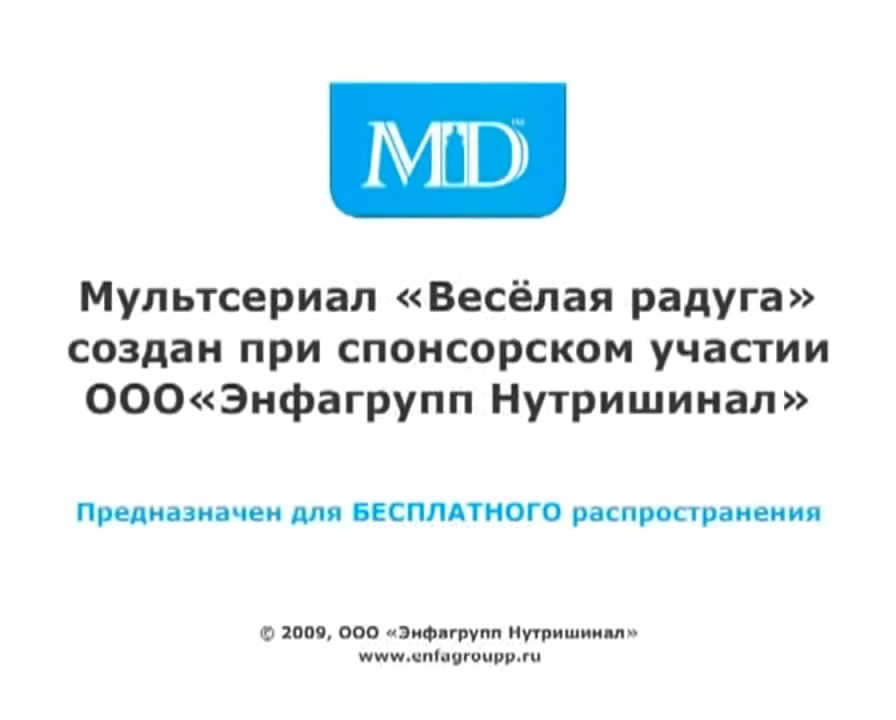 MD™
Мультсериал «Весёлая радуга»
создан при спонсорском участии
ООО«Энфагрупп Нутришинал»
Предназначен для БЕСПЛАТНОГО распространения
© 2009, ООО «Энфагрупп Нутришинал»
www.enfagroupp.ru